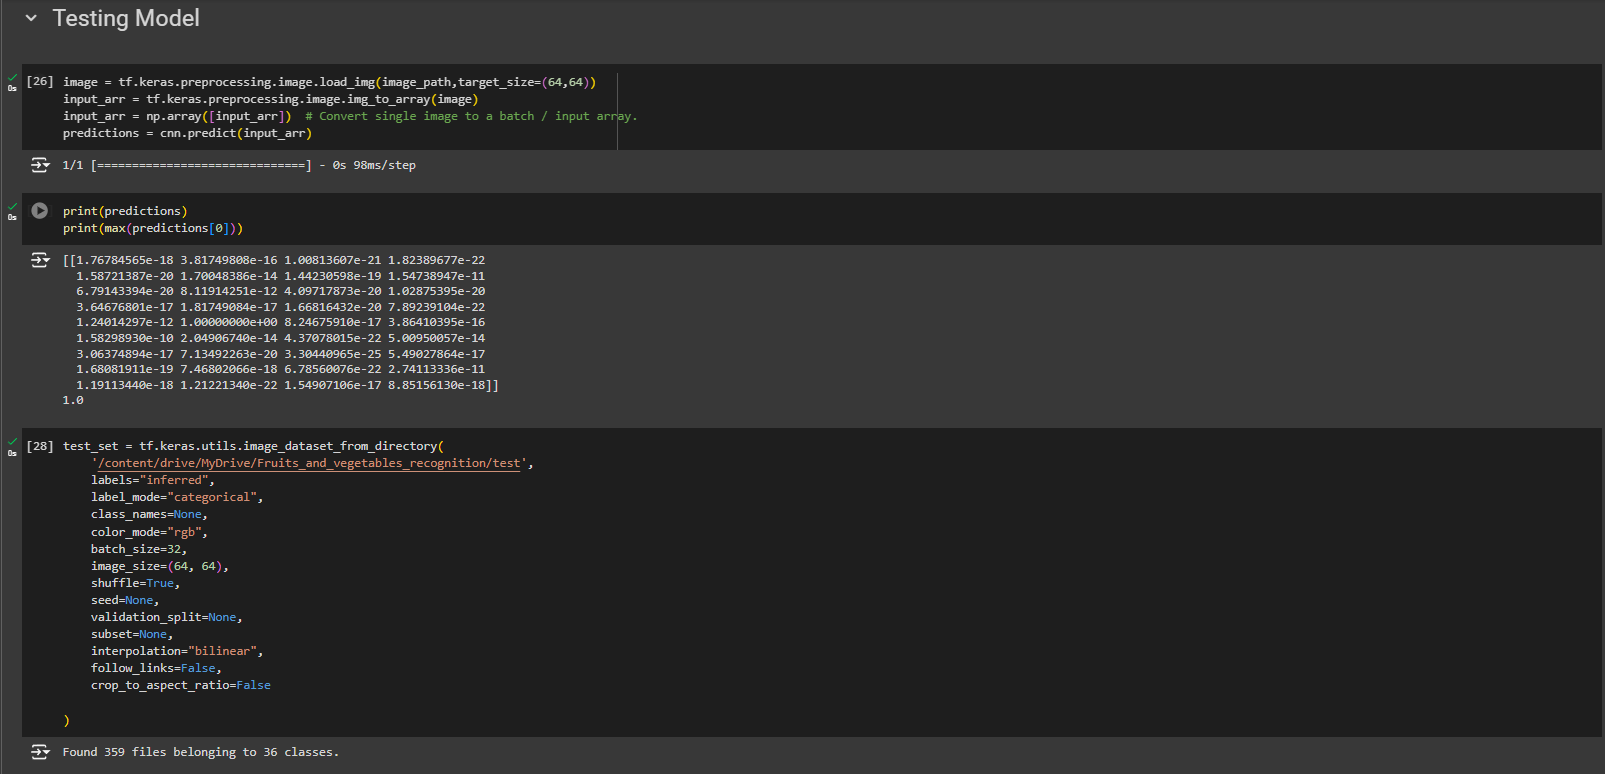 Testing Model
[26] image = tf.keras.preprocessing.image.load_img(image_path,target_size=(64,64))
0s
input_arr = tf.keras.preprocessing.image.img_to_array(image)
input_arr = np.array([input_arr])  # Convert single image to a batch / input array.
predictions = cnn.predict(input_arr)
1/1 [==============================] - 0s 98ms/step
print(predictions)
0s
print(max(predictions[0]))
[[1.76784565e-18 3.81749808e-16 1.00813607e-21 1.82389677e-22
1.58721387e-20 1.70048386e-14 1.44230598e-19 1.54738947e-11
6.79143394e-20 8.11914251e-12 4.09717873e-20 1.02875395e-20
3.64676801e-17 1.81749084e-17 1.66816432e-20 7.89239104e-22
1.24014297e-12 1.00000000e+00 8.24675910e-17 3.86410395e-16
1.58298930e-10 2.04906740e-14 4.37078015e-22 5.00950057e-14
3.06374894e-17 7.13492263e-20 3.30440965e-25 5.49027864e-17
1.68081911e-19 7.46802066e-18 6.78560076e-22 2.74113336e-11
1.19113440e-18 1.21221340e-22 1.54907106e-17 8.85156130e-18]]
1.0
[28] test_set = tf.keras.utils.image_dataset_from_directory(
0s
'/content/drive/MyDrive/Fruits_and_vegetables_recognition/test',
labels="inferred",
label_mode="categorical",
class_names=None,
color_mode="rgb",
batch_size=32,
image_size=(64, 64),
shuffle=True,
seed=None,
validation_split=None,
subset=None,
interpolation="bilinear",
follow_links=False,
crop_to_aspect_ratio=False
)
Found 359 files belonging to 36 classes.